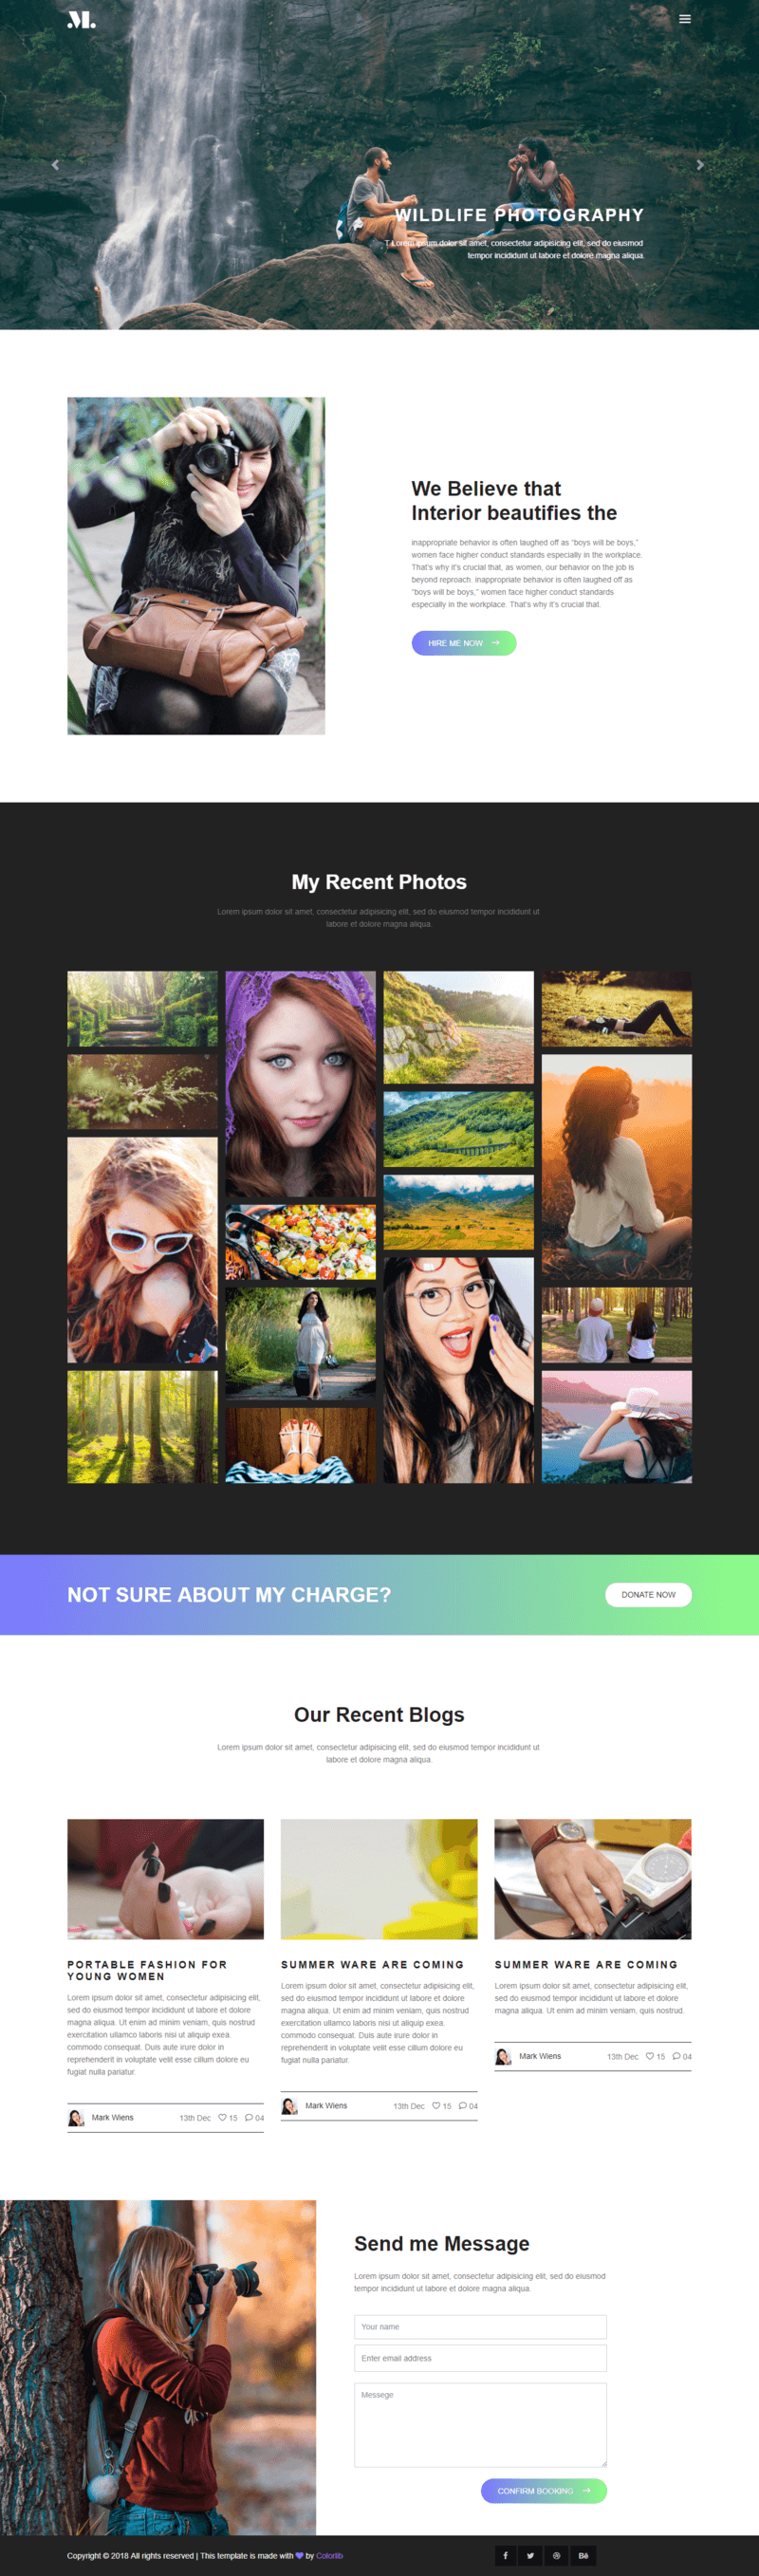 M.
WILDLIFE PHOTOGRAPHY
T.Lorem ipsum dolor sit amet, consectetur adipisicing elit, sed do eiusmod
tempor incididunt ut labore et dolore magna aliqua.
We Believe that
Interior beautifies the
inappropriate behavior is often laughed off as "boys will be boys,"
women face higher conduct standards especially in the workplace.
That's why it's crucial that, as women, our behavior on the job is
beyond reproach. inappropriate behavior is often laughed off as
"boys will be boys," women face higher conduct standards
especially in the workplace. That's why it's crucial that.
HIRE ME NOW
My Recent Photos
Lorem ipsum dolor sit amet, consectetur adipisicing elit, sed do eiusmod tempor incididunt ut
labore et dolore magna aliqua.
NOT SURE ABOUT MY CHARGE?
DONATE NOW
Our Recent Blogs
Lorem ipsum dolor sit amet, consectetur adipisicing elit, sed do eiusmod tempor incididunt ut
labore et dolore magna aliqua.
PORTABLE FASHION FOR
YOUNG WOMEN
Lorem ipsum dolor sit amet, consectetur adipisicing elit,
sed do eiusmod tempor incididunt ut labore et dolore
magna aliqua. Ut enim ad minim veniam, quis nostrud
exercitation ullamco laboris nisi ut aliquip exea.
commodo consequat. Duis aute irure dolor in
reprehenderit in voluptate velit esse cillum dolore eu
fugiat nulla pariatur.
Mark Wiens 13th Dec 15 04
SUMMER WARE ARE COMING
Lorem ipsum dolor sit amet, consectetur adipisicing elit,
sed do eiusmod tempor incididunt ut labore et dolore
magna aliqua. Ut enim ad minim veniam, quis nostrud
exercitation ullamco laboris nisi ut aliquip exea.
commodo consequat. Duis aute irure dolor in
reprehenderit in voluptate velit esse cillum dolore eu
fugiat nulla pariatur.
Mark Wiens 13th Dec 15 04
SUMMER WARE ARE COMING
Lorem ipsum dolor sit amet, consectetur adipisicing elit,
sed do eiusmod tempor incididunt ut labore et dolore
magna aliqua. Ut enim ad minim veniam, quis nostrud.
Mark Wiens 13th Dec 15 04
Send me Message
Lorem ipsum dolor sit amet, consectetur adipisicing elit, sed do eiusmod
tempor incididunt ut labore et dolore magna aliqua.
Your name
Enter email address
Messege
CONFIRM BOOKING
Copyright © 2018 All rights reserved | This template is made with by Colorlib